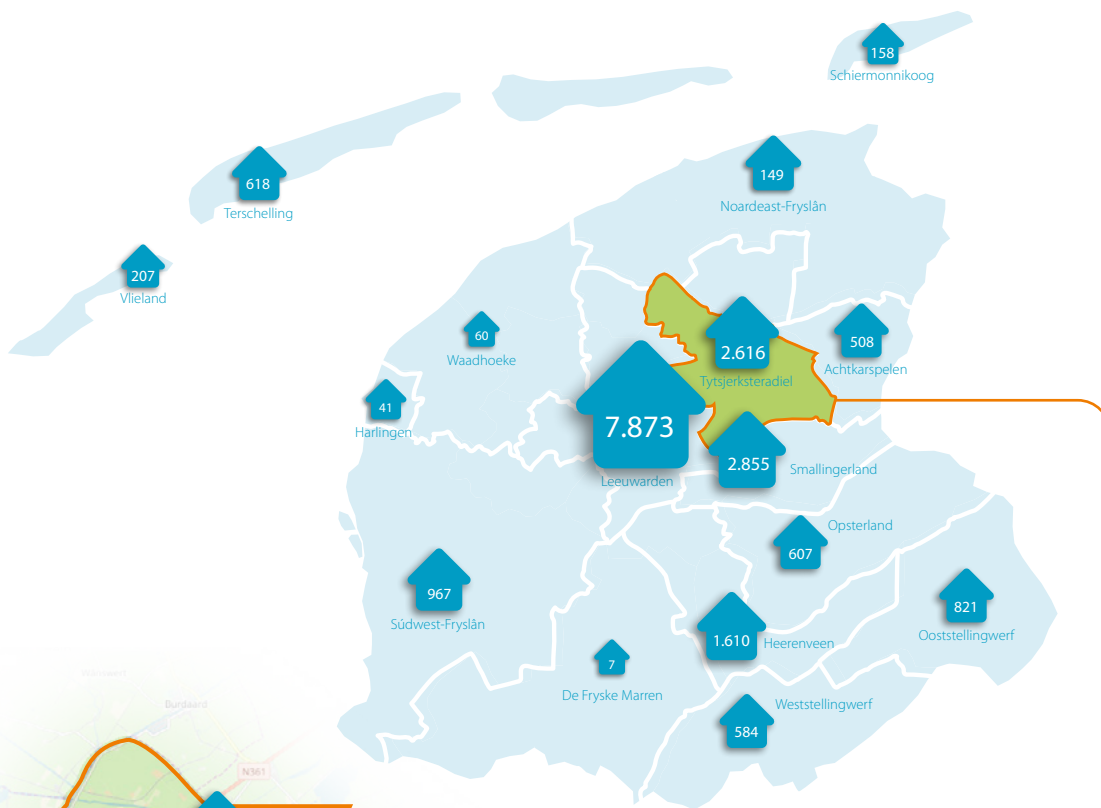 158
Schiermonnikoog
618
Terschelling
149
Noardeast-Fryslân
207
Vlieland
60
Waadhoeke
2.616
Tytsjerksteradiel
508
Achtkarspelen
41
Harlingen
7.873
Leeuwarden
2.855
Smallingerland
Opsterland
607
967
Súdwest-Fryslân
821
Ooststellingwerf
1.610
Heerenveen
7
De Fryske Marren
Weststellingwerf
584
Burdaard
N361